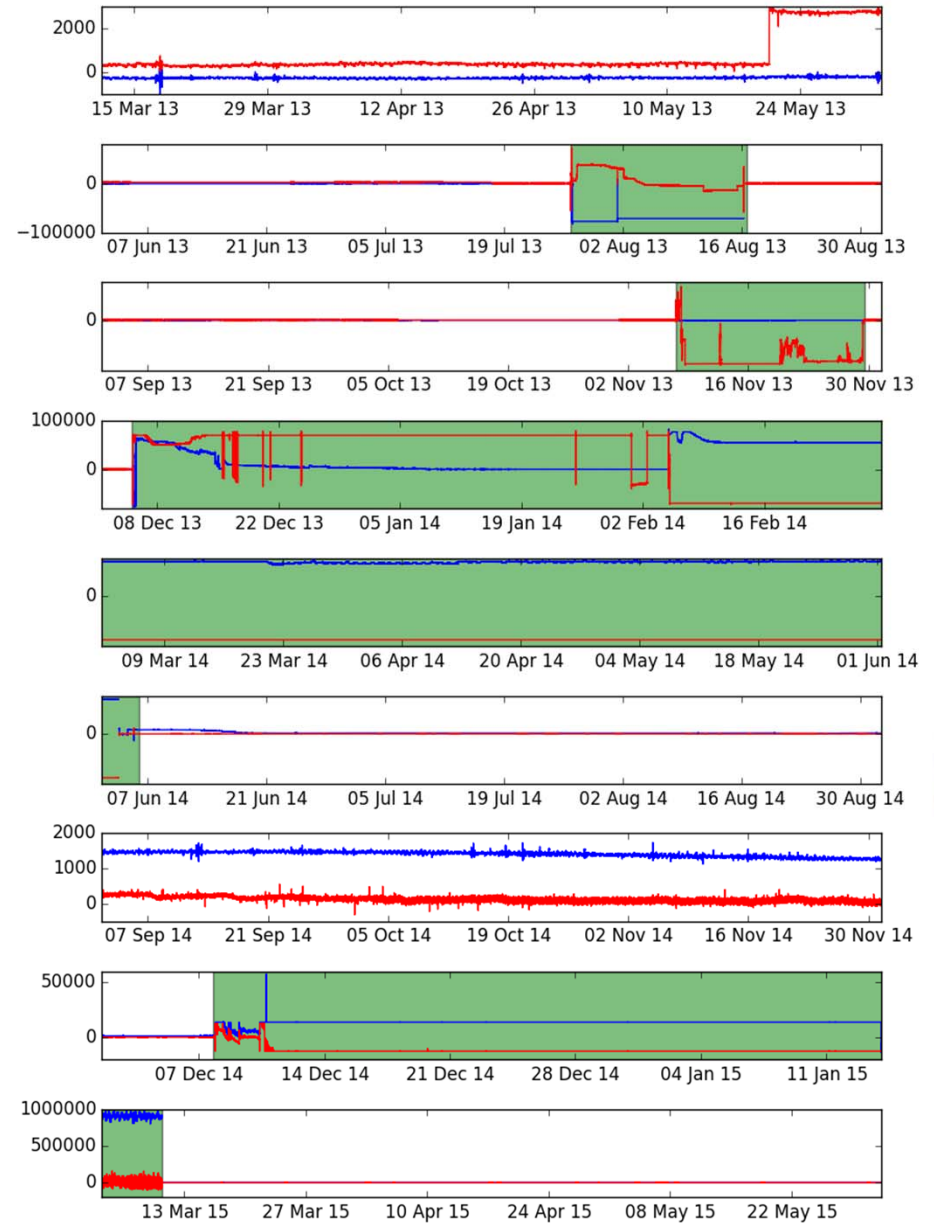 2000
0
15 Mar 13 29 Mar 13 12 Apr 13 26 Apr 13 10 May 13 24 May 13
0
−100000
07 Jun 13 21 Jun 13 05 Jul 13 19 Jul 13 02 Aug 13 16 Aug 13 30 Aug 13
0
07 Sep 13 21 Sep 13 05 Oct 13 19 Oct 13 02 Nov 13 16 Nov 13 30 Nov 13
100000
0
08 Dec 13 22 Dec 13 05 Jan 14 19 Jan 14 02 Feb 14 16 Feb 14
0
09 Mar 14 23 Mar 14 06 Apr 14 20 Apr 14 04 May 14 18 May 14 01 Jun 14
0
07 Jun 14 21 Jun 14 05 Jul 14 19 Jul 14 02 Aug 14 16 Aug 14 30 Aug 14
2000
1000
0
07 Sep 14 21 Sep 14 05 Oct 14 19 Oct 14 02 Nov 14 16 Nov 14 30 Nov 14
50000
0
07 Dec 14 14 Dec 14 21 Dec 14 28 Dec 14 04 Jan 15 11 Jan 15
1000000
500000
0
13 Mar 15 27 Mar 15 10 Apr 15 24 Apr 15 08 May 15 22 May 15